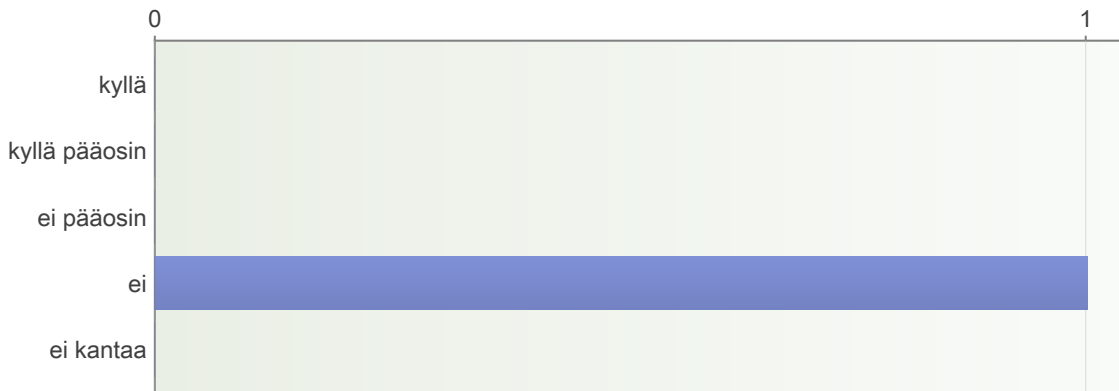 0 1
kyllä
kyllä pääosin
ei pääosin
ei
ei kantaa